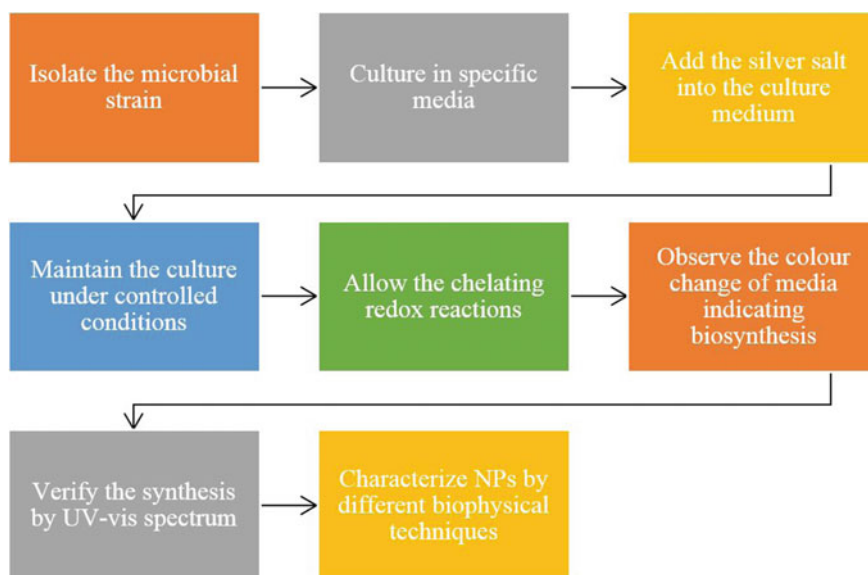 Isolate the microbial
strain
Culture in specific
media
Add the silver salt
into the culture
medium
Maintain the culture
under controlled
conditions
Allow the chelating
redox reactions
Observe the colour
change of media
indicating
biosynthesis
Verify the synthesis
by UV-vis spectrum
Characterize NPs by
different biophysical
techniques